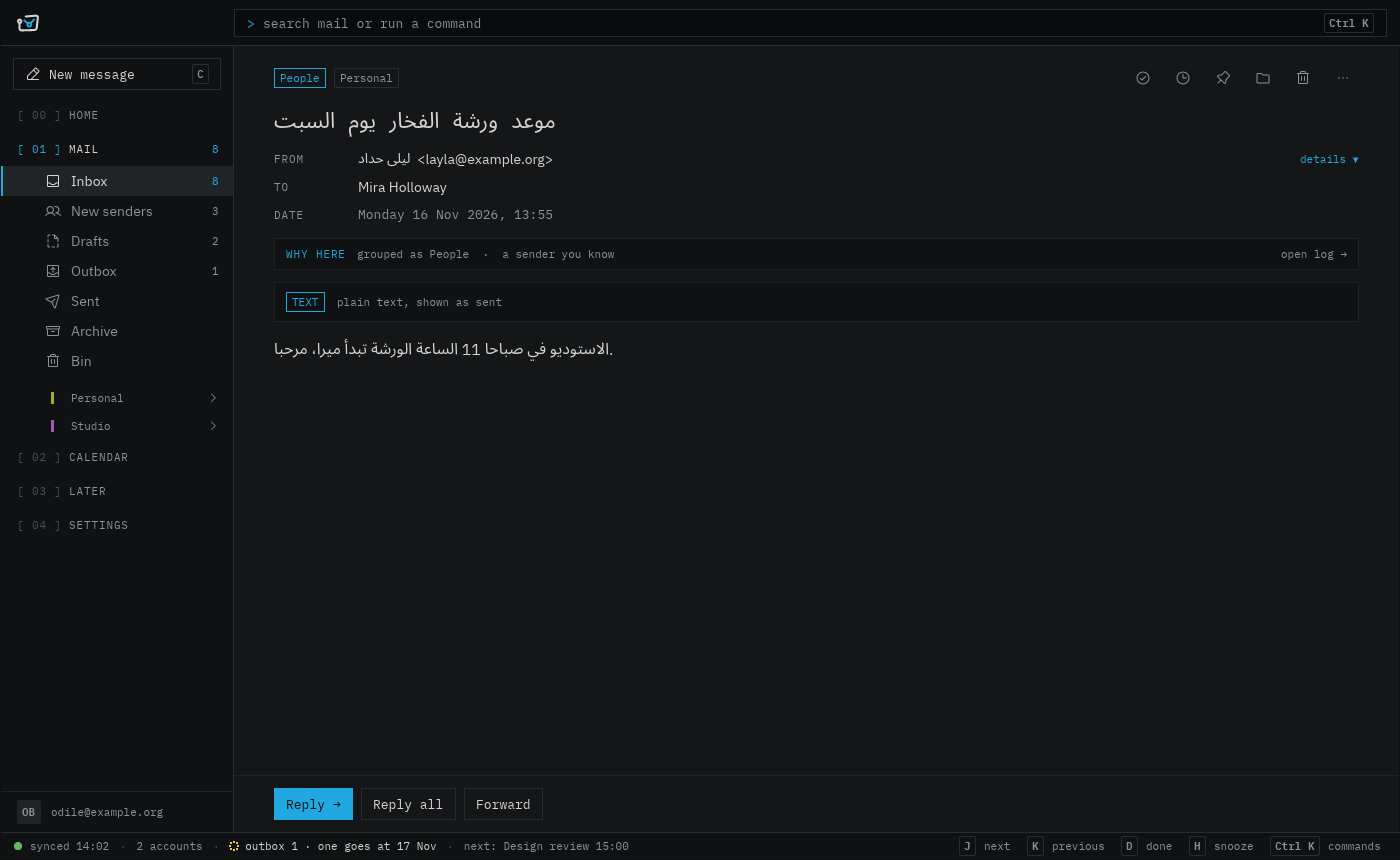 > search mail or run a command Ctrl K
New message C
[ 00 ] HOME
[ 01 ] MAIL 8
Inbox 8
New senders 3
Drafts 2
Outbox 1
Sent
Archive
Bin
Personal
Studio
[ 02 ] CALENDAR
[ 03 ] LATER
[ 04 ] SETTINGS
OB odile@example.org
People Personal
موعد ورشة الفخار يوم السبت
FROM ليلى حداد <layla@example.org> details ▾
TO Mira Holloway
DATE Monday 16 Nov 2026, 13:55
WHY HERE grouped as People · a sender you know open log →
TEXT plain text, shown as sent
الاستوديو في صباحا 11 الساعة الورشة تبدأ ميرا، مرحبا.
Reply → Reply all Forward
synced 14:02 · 2 accounts · outbox 1 · one goes at 17 Nov · next: Design review 15:00 J next K previous D done H snooze Ctrl K commands